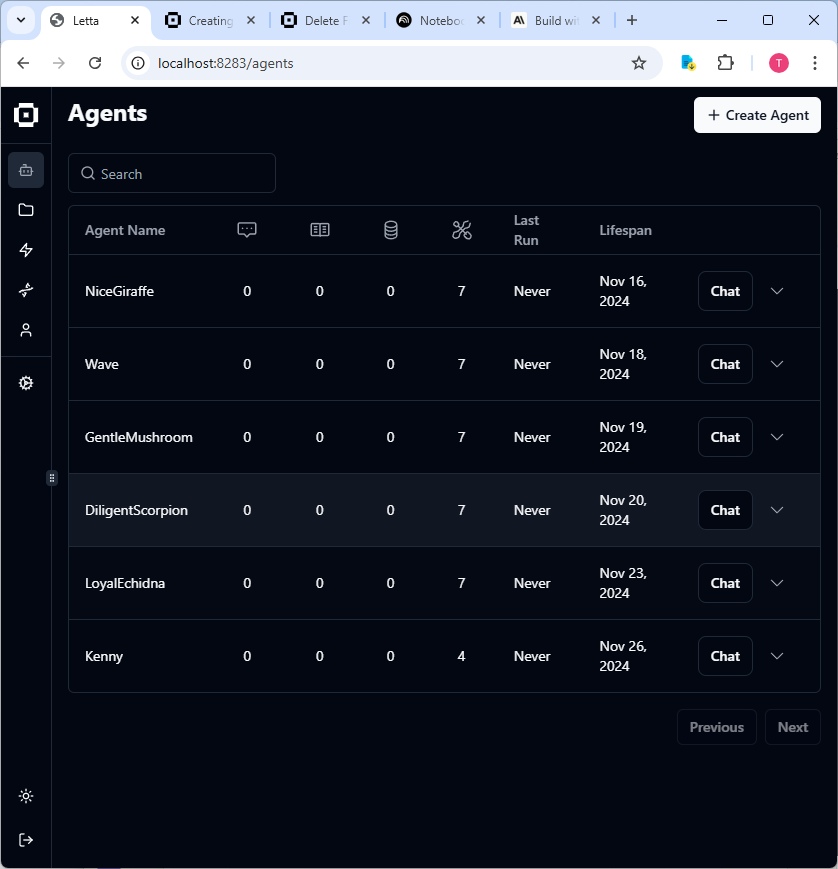 Letta
Creating
Delete F
Noteboo
Build wit
localhost:8283/agents
T
Agents
+ Create Agent
Search
Agent Name
Last
Run
Lifespan
NiceGiraffe 0 0 0 7 Never Nov 16,
2024
Chat
Wave 0 0 0 7 Never Nov 18,
2024
Chat
GentleMushroom 0 0 0 7 Never Nov 19,
2024
Chat
DiligentScorpion 0 0 0 7 Never Nov 20,
2024
Chat
LoyalEchidna 0 0 0 7 Never Nov 23,
2024
Chat
Kenny 0 0 0 4 Never Nov 26,
2024
Chat
Previous
Next